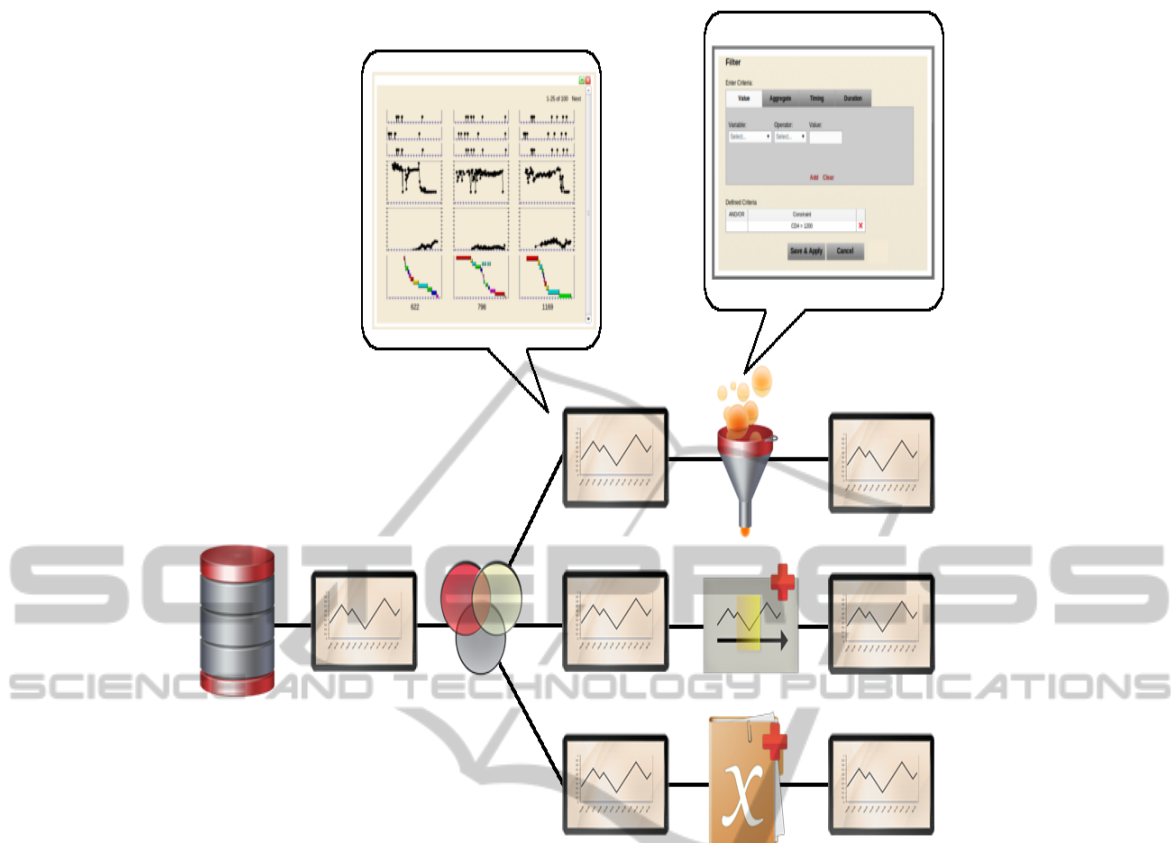 1-25 of 100 Next
622 798 1169
Filter
Enter Criteria:
Value Aggregate Timing Duration
Variable: Operator: Value:
Select... Select...
Add Clear
Defined Criteria
AND/OR Constraint
CD4 > 1200
Save & Apply Cancel
x
SCITEPRESS
SCIENCE AND TECHNOLOGY PUBLICATIONS